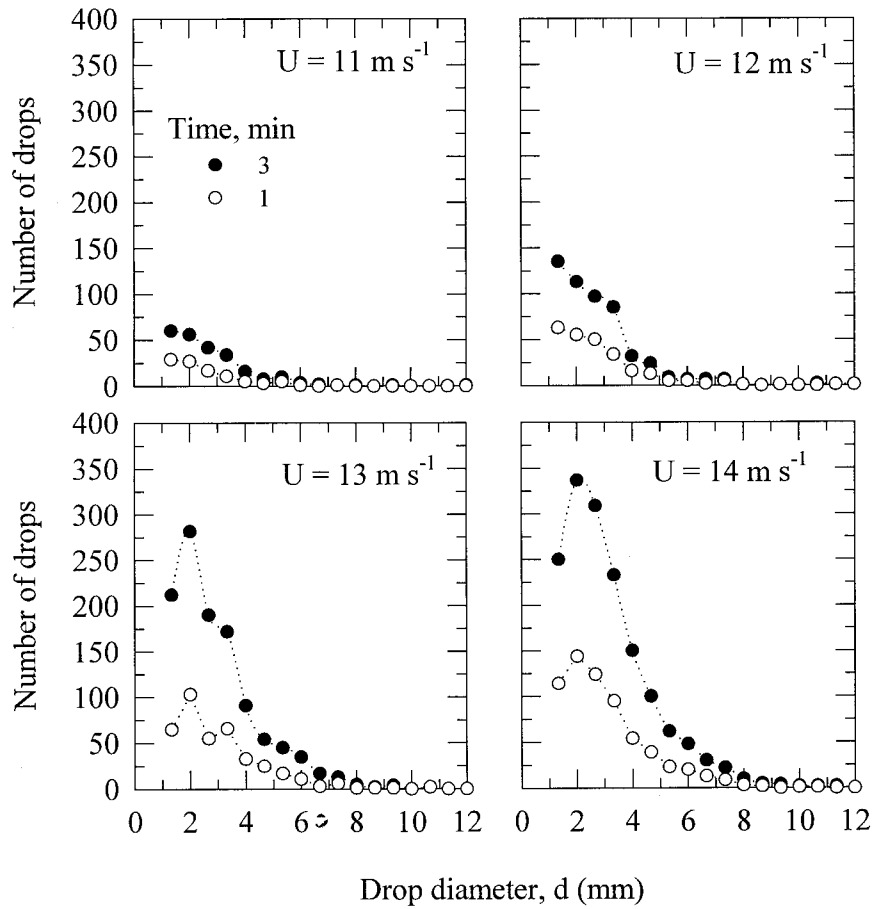 400
350
300
250
200
150
100
50
0
Number of drops
U = 11 m s⁻¹
Time, min
3
1
U = 12 m s⁻¹
400
350
300
250
200
150
100
50
0
Number of drops
U = 13 m s⁻¹
U = 14 m s⁻¹
0 2 4 6 8 10 12
0 2 4 6 8 10 12
Drop diameter, d (mm)